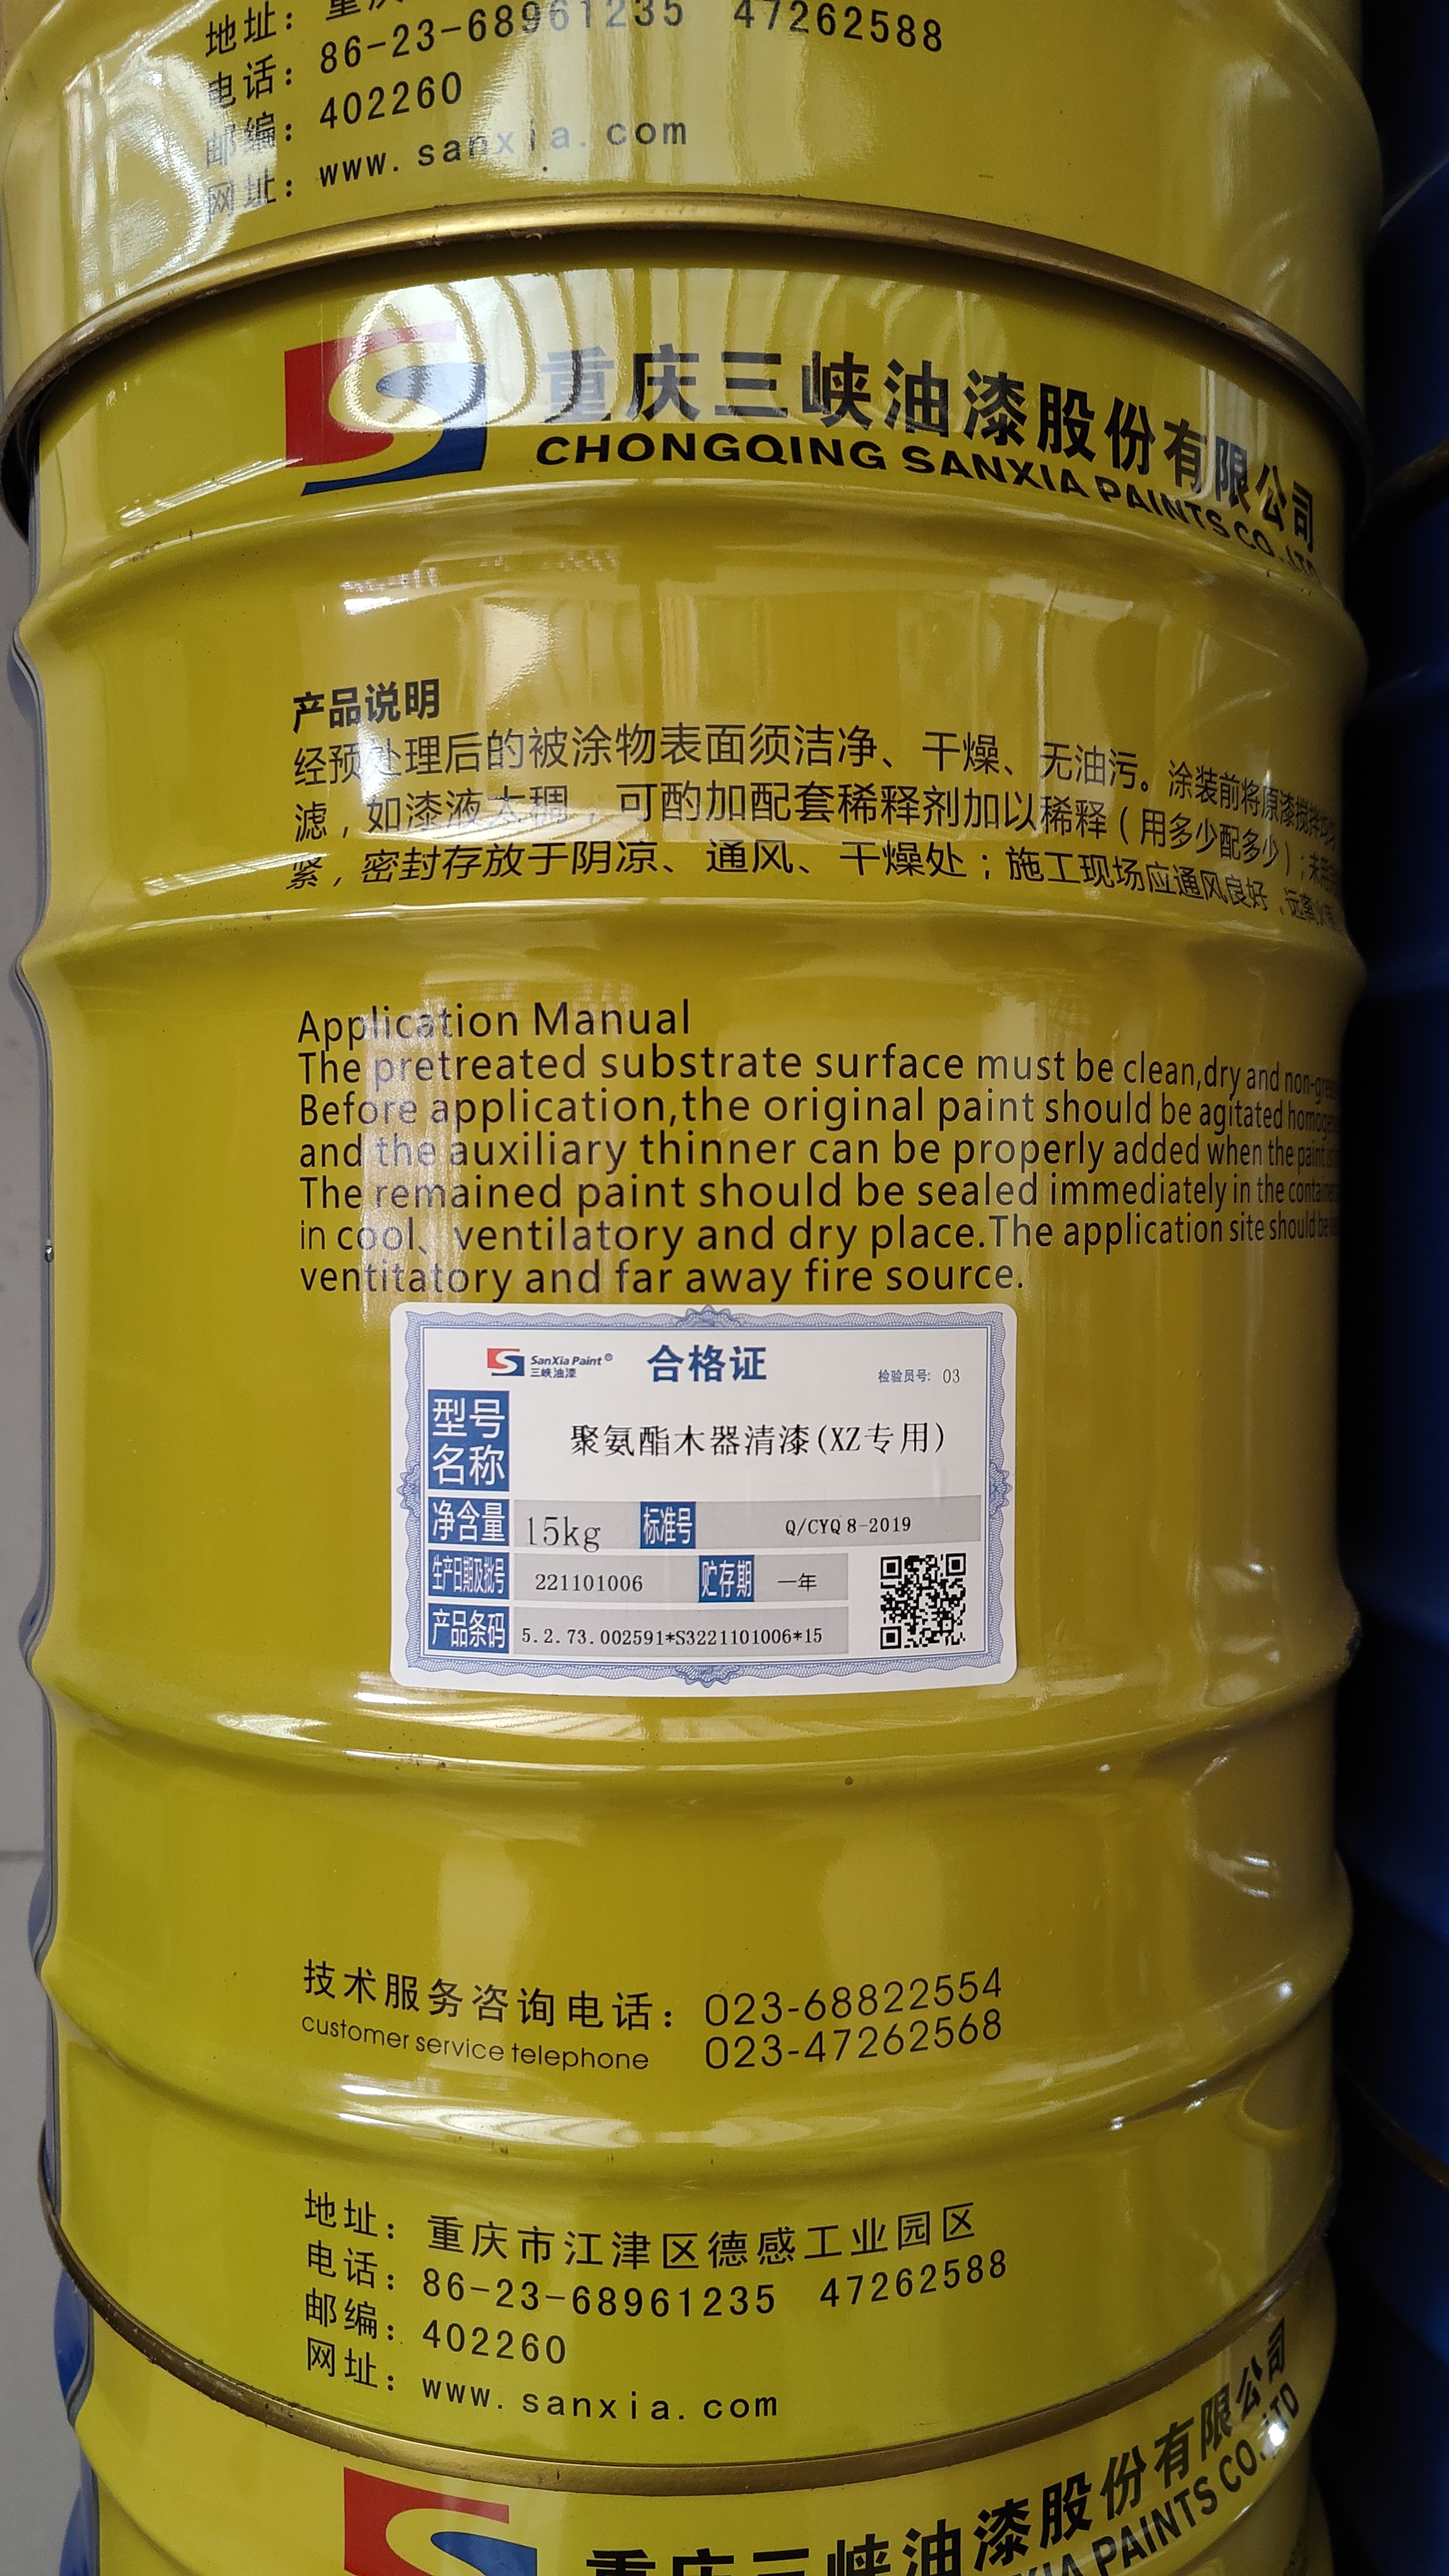 地址：重庆
电话：86-23-68961235 47262588
邮编：402260
网址：www.sanxia.com
重庆三峡油漆股份有限公司
CHONGQING SANXIA PAINTS CO.,LTD
产品说明
经预处理后的被涂物表面须洁净、干燥、无油污。涂装前将原漆搅拌均匀
滤，如漆液太稠，可酌加配套稀释剂加以稀释（用多少配多少）；未用
紧，密封存放于阴凉、通风、干燥处；施工现场应通风良好，远离火
Application Manual
The pretreated substrate surface must be clean,dry and non-
Before application,the original paint should be agitated
and the auxiliary thinner can be properly added when the paint
The remained paint should be sealed immediately in the
in cool、ventilatory and dry place.The application site should be
ventitatory and far away fire source.
SanXia Paint®
三峡油漆
合格证
检验员号: 03
型号名称
聚氨酯木器清漆(XZ专用)
净含量 15kg 标准号 Q/CYQ 8-2019
生产日期及批号 221101006 贮存期 一年
产品条码 5.2.73.002591*S3221101006*15
技术服务咨询电话：023-68822554
customer service telephone 023-47262568
地址：重庆市江津区德感工业园区
电话：86-23-68961235 47262588
邮编：402260
网址：www.sanxia.com
重庆三峡油漆股份有限公司
XIA PAINTS CO.,LTD